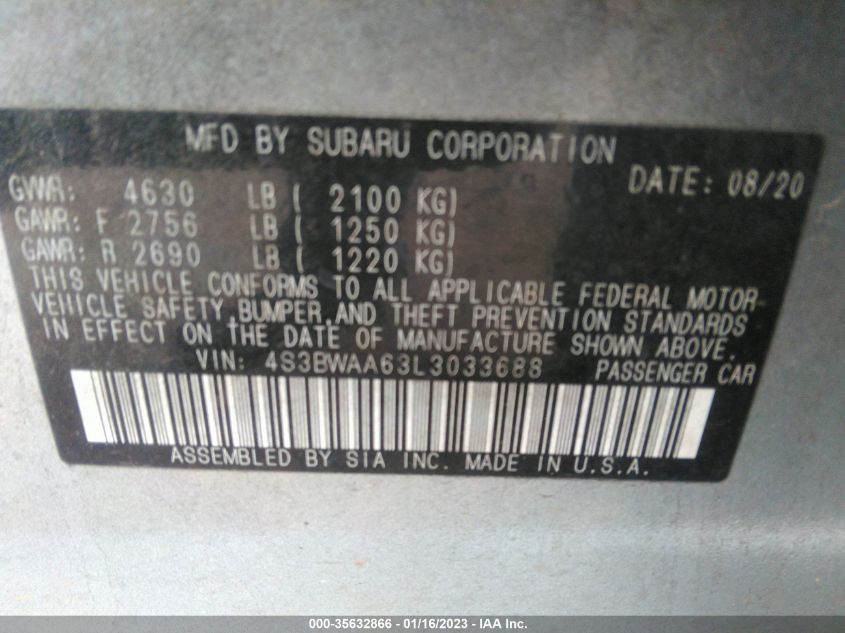 MFD BY SUBARU CORPORATION
DATE: 08/20
GVWR: 4630 LB ( 2100 KG)
GAWR: F 2756 LB ( 1250 KG)
GAWR: R 2690 LB ( 1220 KG)
THIS VEHICLE CONFORMS TO ALL APPLICABLE FEDERAL MOTOR-
VEHICLE SAFETY, BUMPER, AND THEFT PREVENTION STANDARDS
IN EFFECT ON THE DATE OF MANUFACTURE SHOWN ABOVE.
VIN: 4S3BWAA63L3033688 PASSENGER CAR
ASSEMBLED BY SIA INC. MADE IN U.S.A.
000-35632866 - 01/16/2023 - IAA Inc.